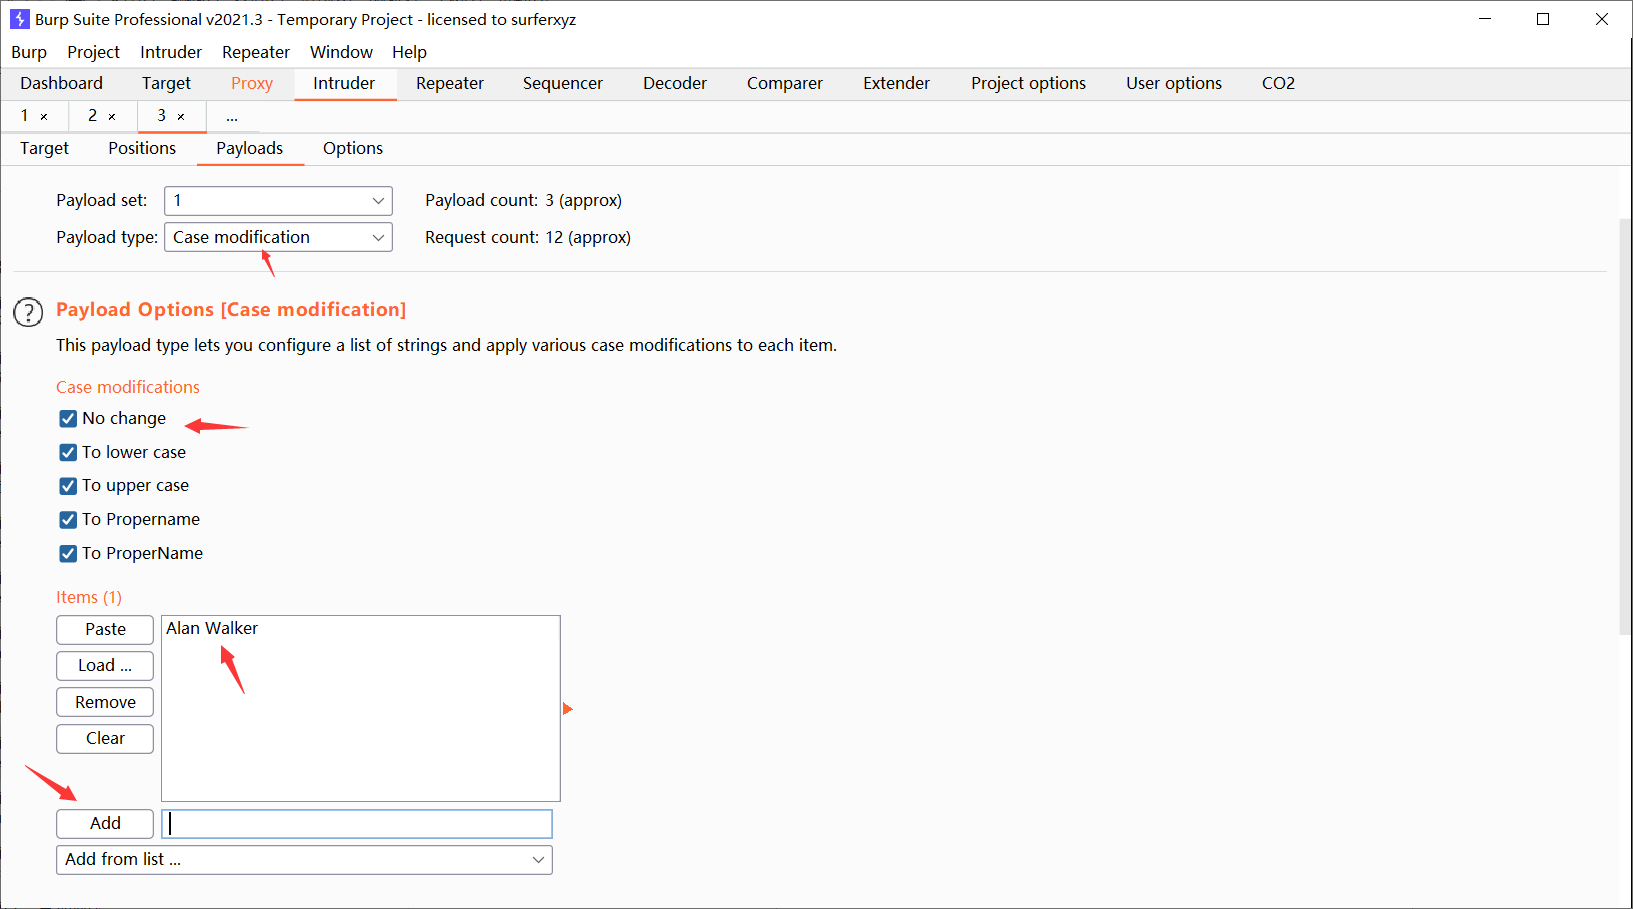 Burp Suite Professional v2021.3 - Temporary Project - licensed to surferxyz
Burp Project Intruder Repeater Window Help
Dashboard Target Proxy Intruder Repeater Sequencer Decoder Comparer Extender Project options User options CO2
1 × 2 × 3 × ...
Target Positions Payloads Options
Payload set: 1 Payload count: 3 (approx)
Payload type: Case modification Request count: 12 (approx)
? Payload Options [Case modification]
This payload type lets you configure a list of strings and apply various case modifications to each item.
Case modifications
No change
To lower case
To upper case
To Propername
To ProperName
Items (1)
Paste Alan Walker
Load ...
Remove
Clear
Add
Add from list ...